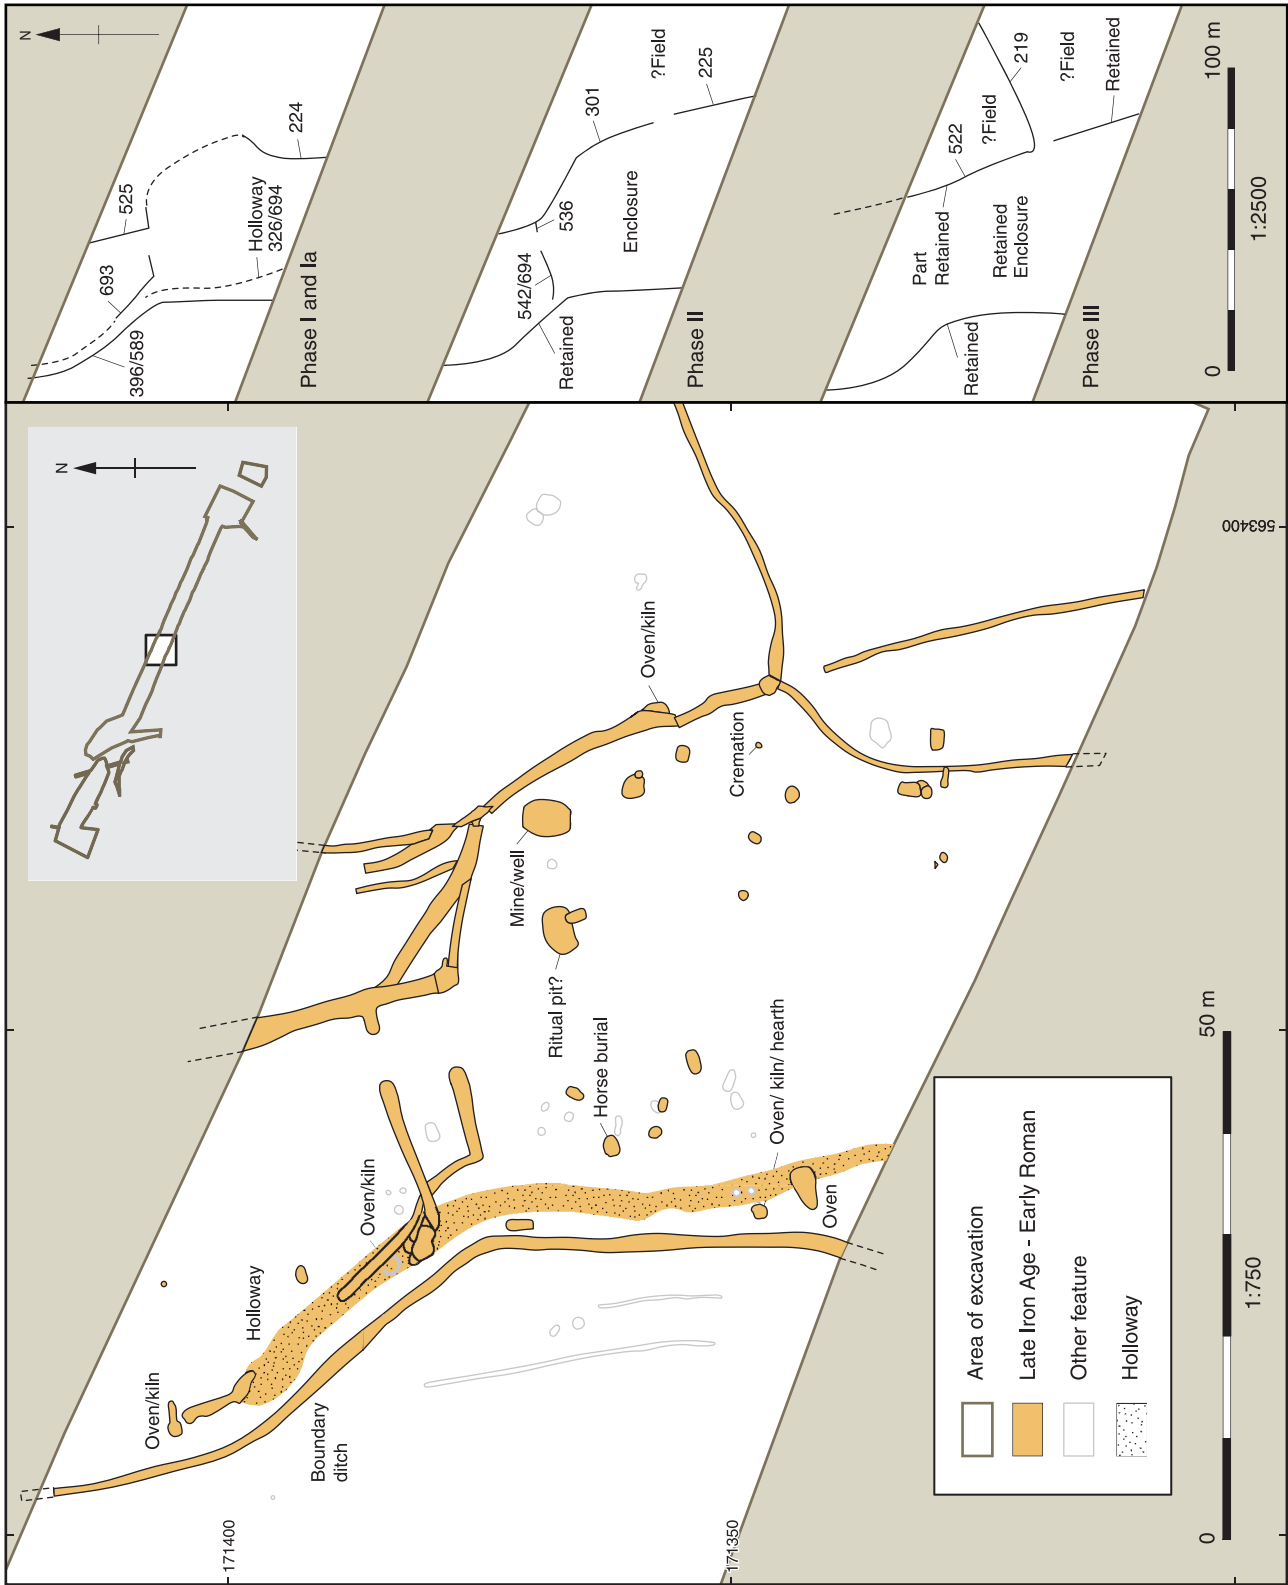 N
Oven/kiln
Holloway
Boundary
ditch
Oven/kiln
Horse burial
Ritual pit?
Mine/well
Oven/kiln
Cremation
Oven/ kiln/ hearth
Oven
171400
171350
563400
Area of excavation
Late Iron Age - Early Roman
Other feature
Holloway
0
50 m
1:750
N
396/589
693
525
Holloway
326/694
224
Phase I and Ia
Retained
542/694
536
Enclosure
301
?Field
225
Phase II
Retained
Part
Retained
Retained
Enclosure
522
?Field
219
?Field
Retained
Phase III
0
100 m
1:2500